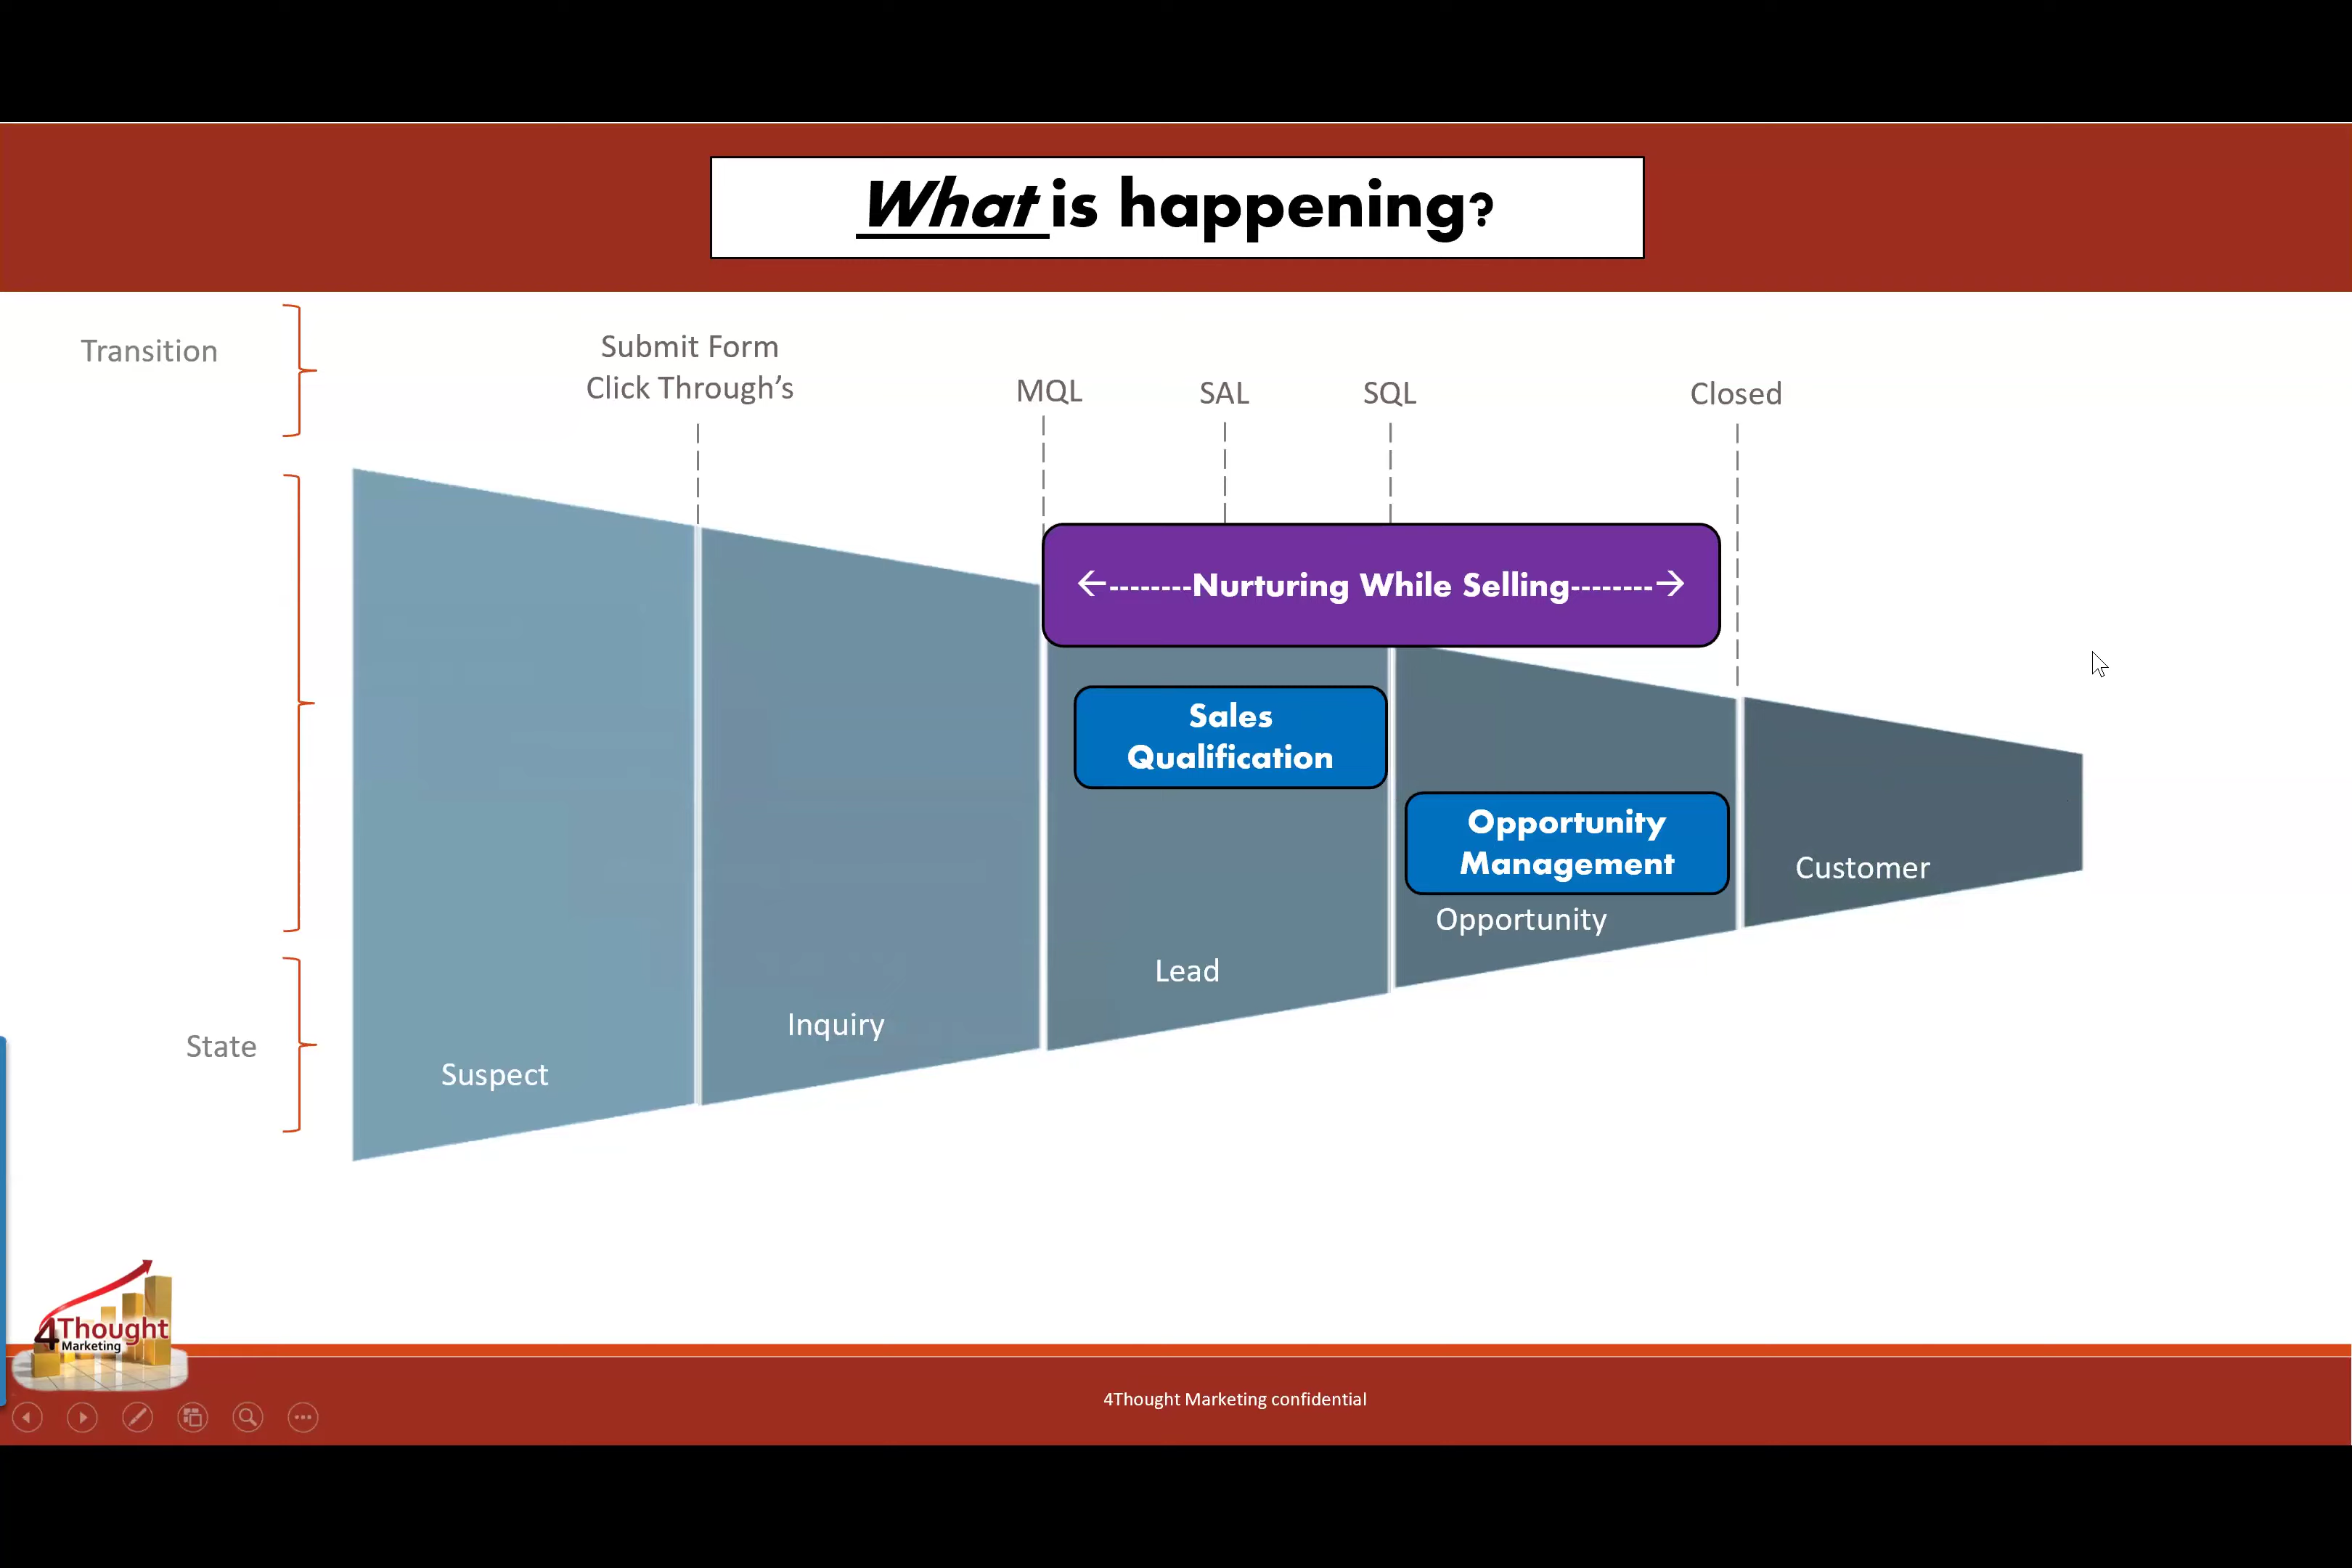 What is happening?
Transition
Submit Form
Click Through's
MQL
SAL
SQL
Closed
←--------Nurturing While Selling--------→
Sales
Qualification
Opportunity
Management
Customer
Opportunity
Lead
Inquiry
State
Suspect
4Thought
Marketing
4Thought Marketing confidential